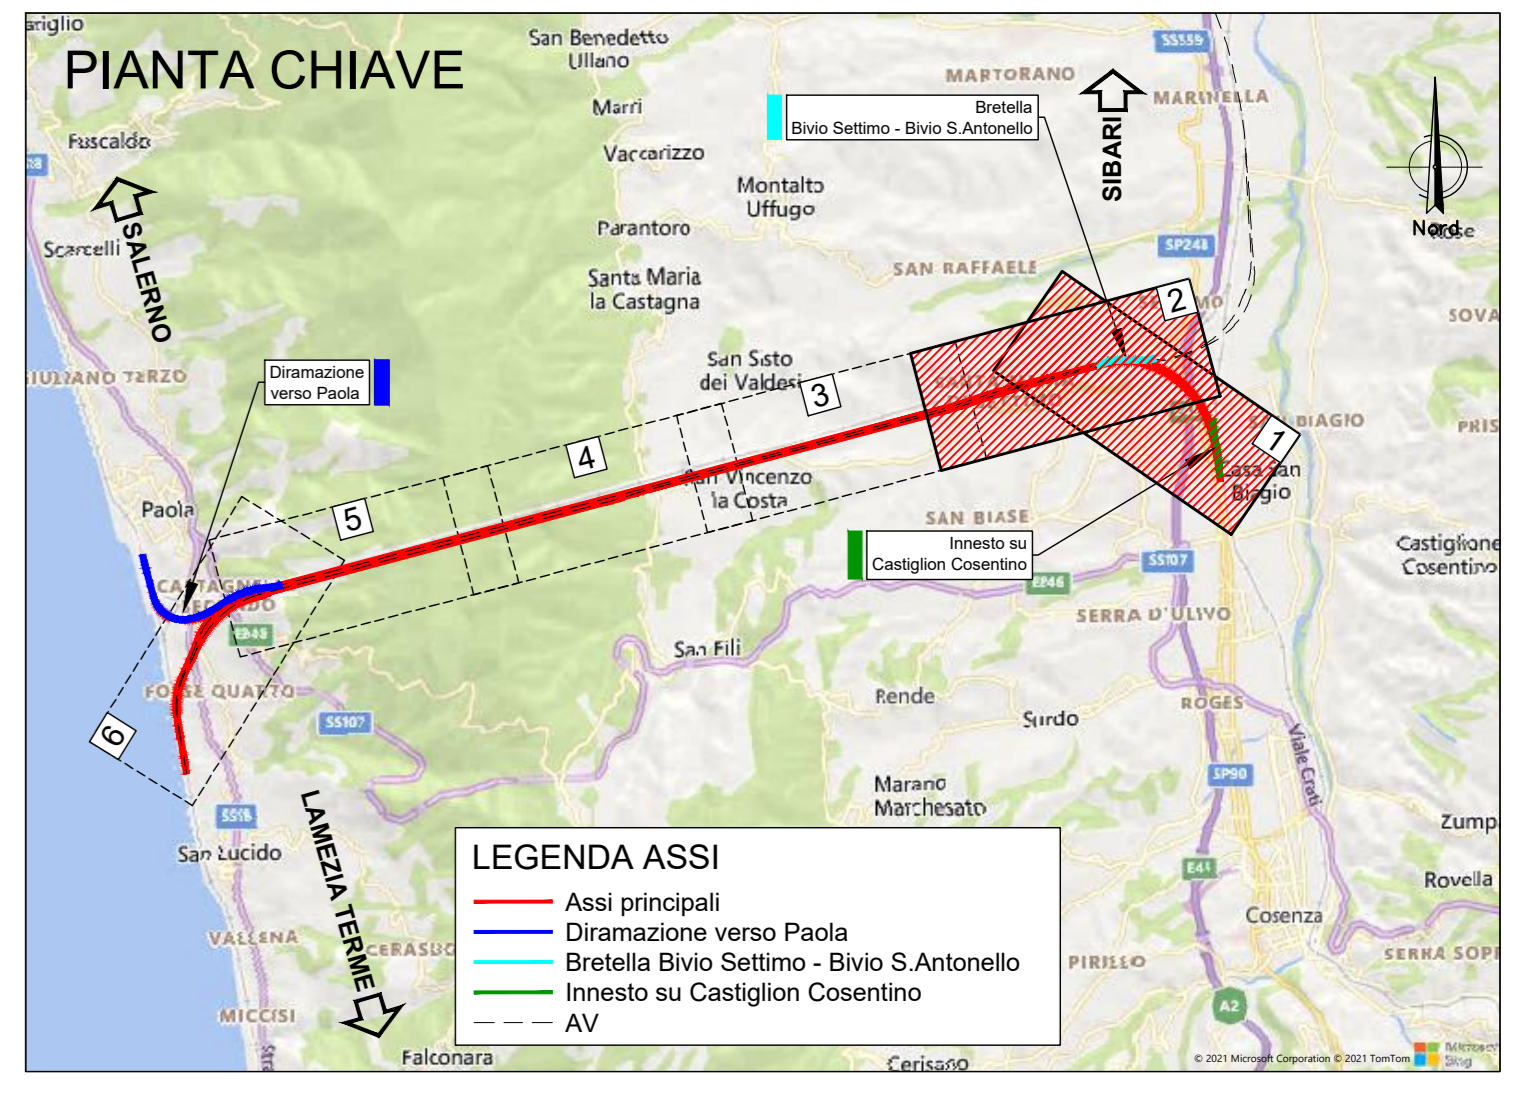 PIANTA CHIAVE
San Benedetto
Ullano
SS559
MARTORANO
MARINELLA
Marri
Bretella
Bivio Settimo - Bivio S.Antonello
SIBARI
Fuscaldo
Vaccarizzo
Montalto
Uffugo
Nord
SALERNO
Scarcelli
Parantoro
SP248
SAN RAFFAELE
Santa Maria
la Castagna
2
Diramazione
verso Paola
San Sisto
dei Valdesi
3
1
4
San Vincenzo
la Costa
Casa San
Biagio
5
Paola
SAN BIASE
Innesto su
Castiglion Cosentino
SS107
Castiglione
Cosentino
SERRA D'ULIVO
San Fili
FOSSE QUARTO
Rende
ROGES
Surdo
6
SS107
Viale Crati
SP90
Marano
Marchesato
SS18
San Lucido
LAMEZIA TERME
LEGENDA ASSI
Assi principali
Diramazione verso Paola
Bretella Bivio Settimo - Bivio S.Antonello
Innesto su Castiglion Cosentino
AV
Rovella
Cosenza
VALLENA
PIRILLO
A2
MICCISI
Falconara
Cerisano
© 2021 Microsoft Corporation © 2021 TomTom